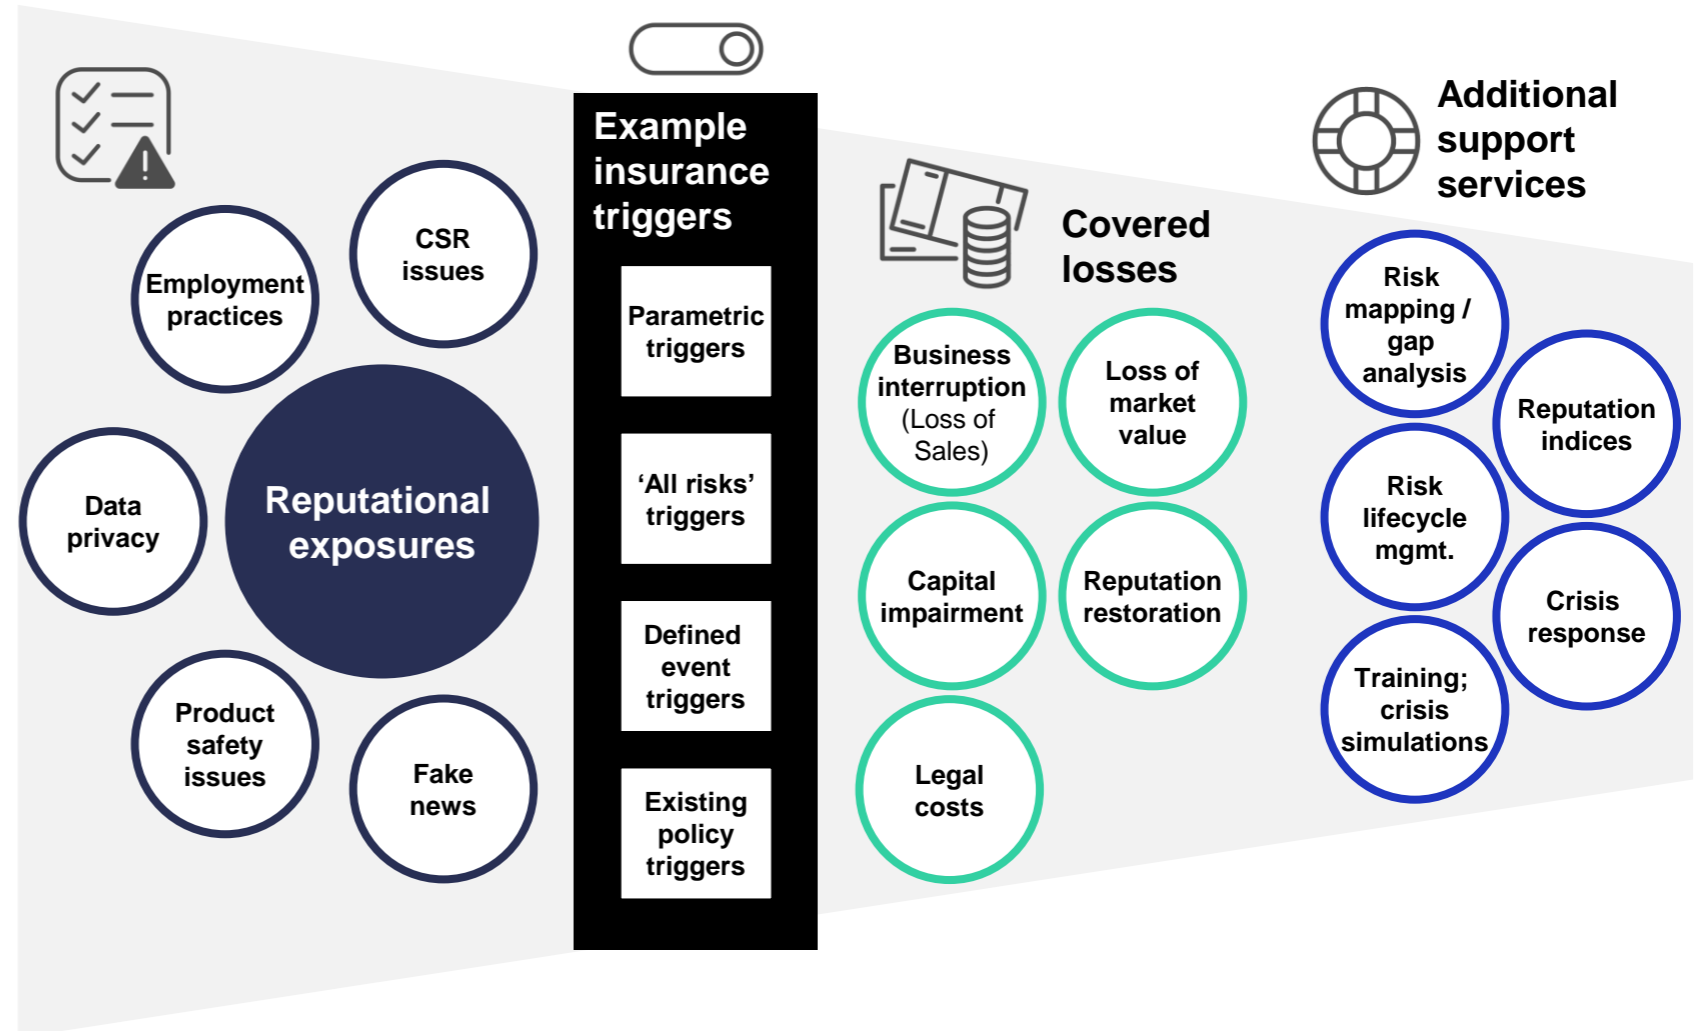 CSR
issues
Employment
practices
Data
privacy
Reputational
exposures
Product
safety
issues
Fake
news
Example
insurance
triggers
Parametric
triggers
‘All risks’
triggers
Defined
event
triggers
Existing
policy
triggers
Covered
losses
Business
interruption
(Loss of
Sales)
Loss of
market
value
Capital
impairment
Reputation
restoration
Legal
costs
Additional
support
services
Risk
mapping /
gap
analysis
Reputation
indices
Risk
lifecycle
mgmt.
Crisis
response
Training;
crisis
simulations